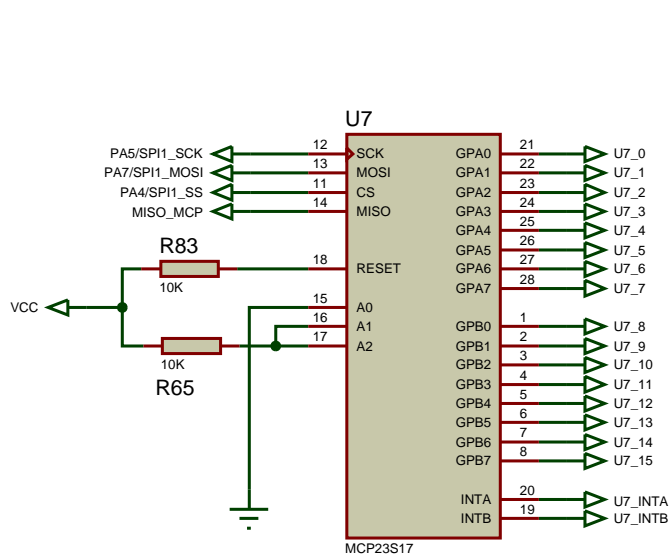 U7
PA5/SPI1_SCK 12 SCK GPA0 21 U7_0
PA7/SPI1_MOSI 13 MOSI GPA1 22 U7_1
PA4/SPI1_SS 11 CS GPA2 23 U7_2
MISO_MCP 14 MISO GPA3 24 U7_3
GPA4 25 U7_4
R83 GPA5 26 U7_5
18 RESET GPA6 27 U7_6
10K GPA7 28 U7_7
VCC 15 A0
16 A1 GPB0 1 U7_8
17 A2 GPB1 2 U7_9
10K GPB2 3 U7_10
R65 GPB3 4 U7_11
GPB4 5 U7_12
GPB5 6 U7_13
GPB6 7 U7_14
GPB7 8 U7_15
INTA 20 U7_INTA
INTB 19 U7_INTB
MCP23S17